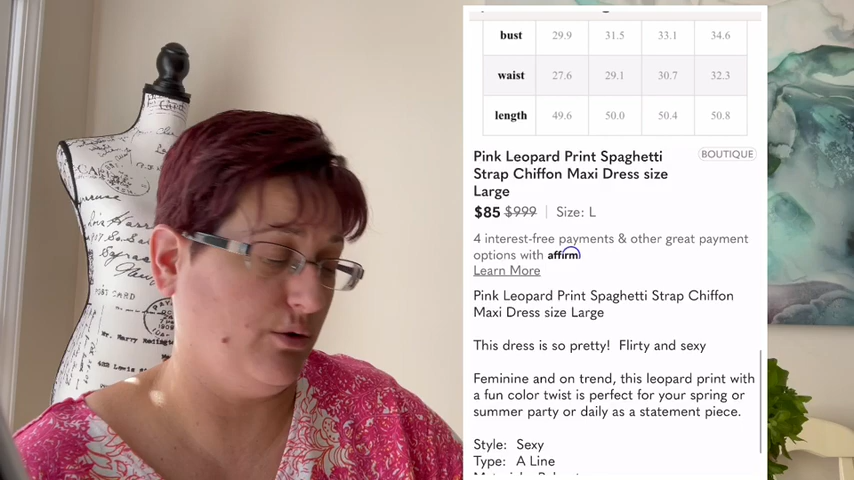 bust 29.9 31.5 33.1 34.6
waist 27.6 29.1 30.7 32.3
length 49.6 50.0 50.4 50.8
Pink Leopard Print Spaghetti
Strap Chiffon Maxi Dress size
Large
BOUTIQUE
$85 $999 | Size: L
4 interest-free payments & other great payment
options with affirm
Learn More
Pink Leopard Print Spaghetti Strap Chiffon
Maxi Dress size Large
This dress is so pretty! Flirty and sexy
Feminine and on trend, this leopard print with
a fun color twist is perfect for your spring or
summer party or daily as a statement piece.
Style: Sexy
Type: A Line
POST CARD